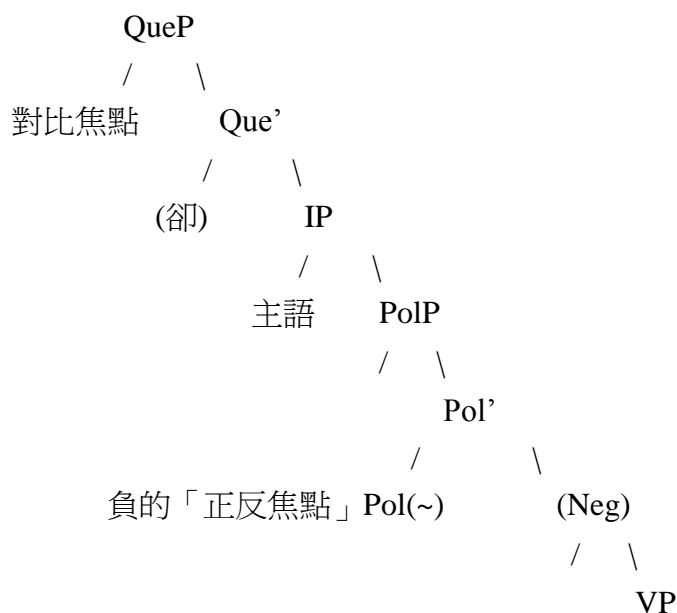 QueP
對比焦點 Que’
(卻) IP
主語 PolP
Pol’
負的「正反焦點」Pol(~) (Neg)
VP